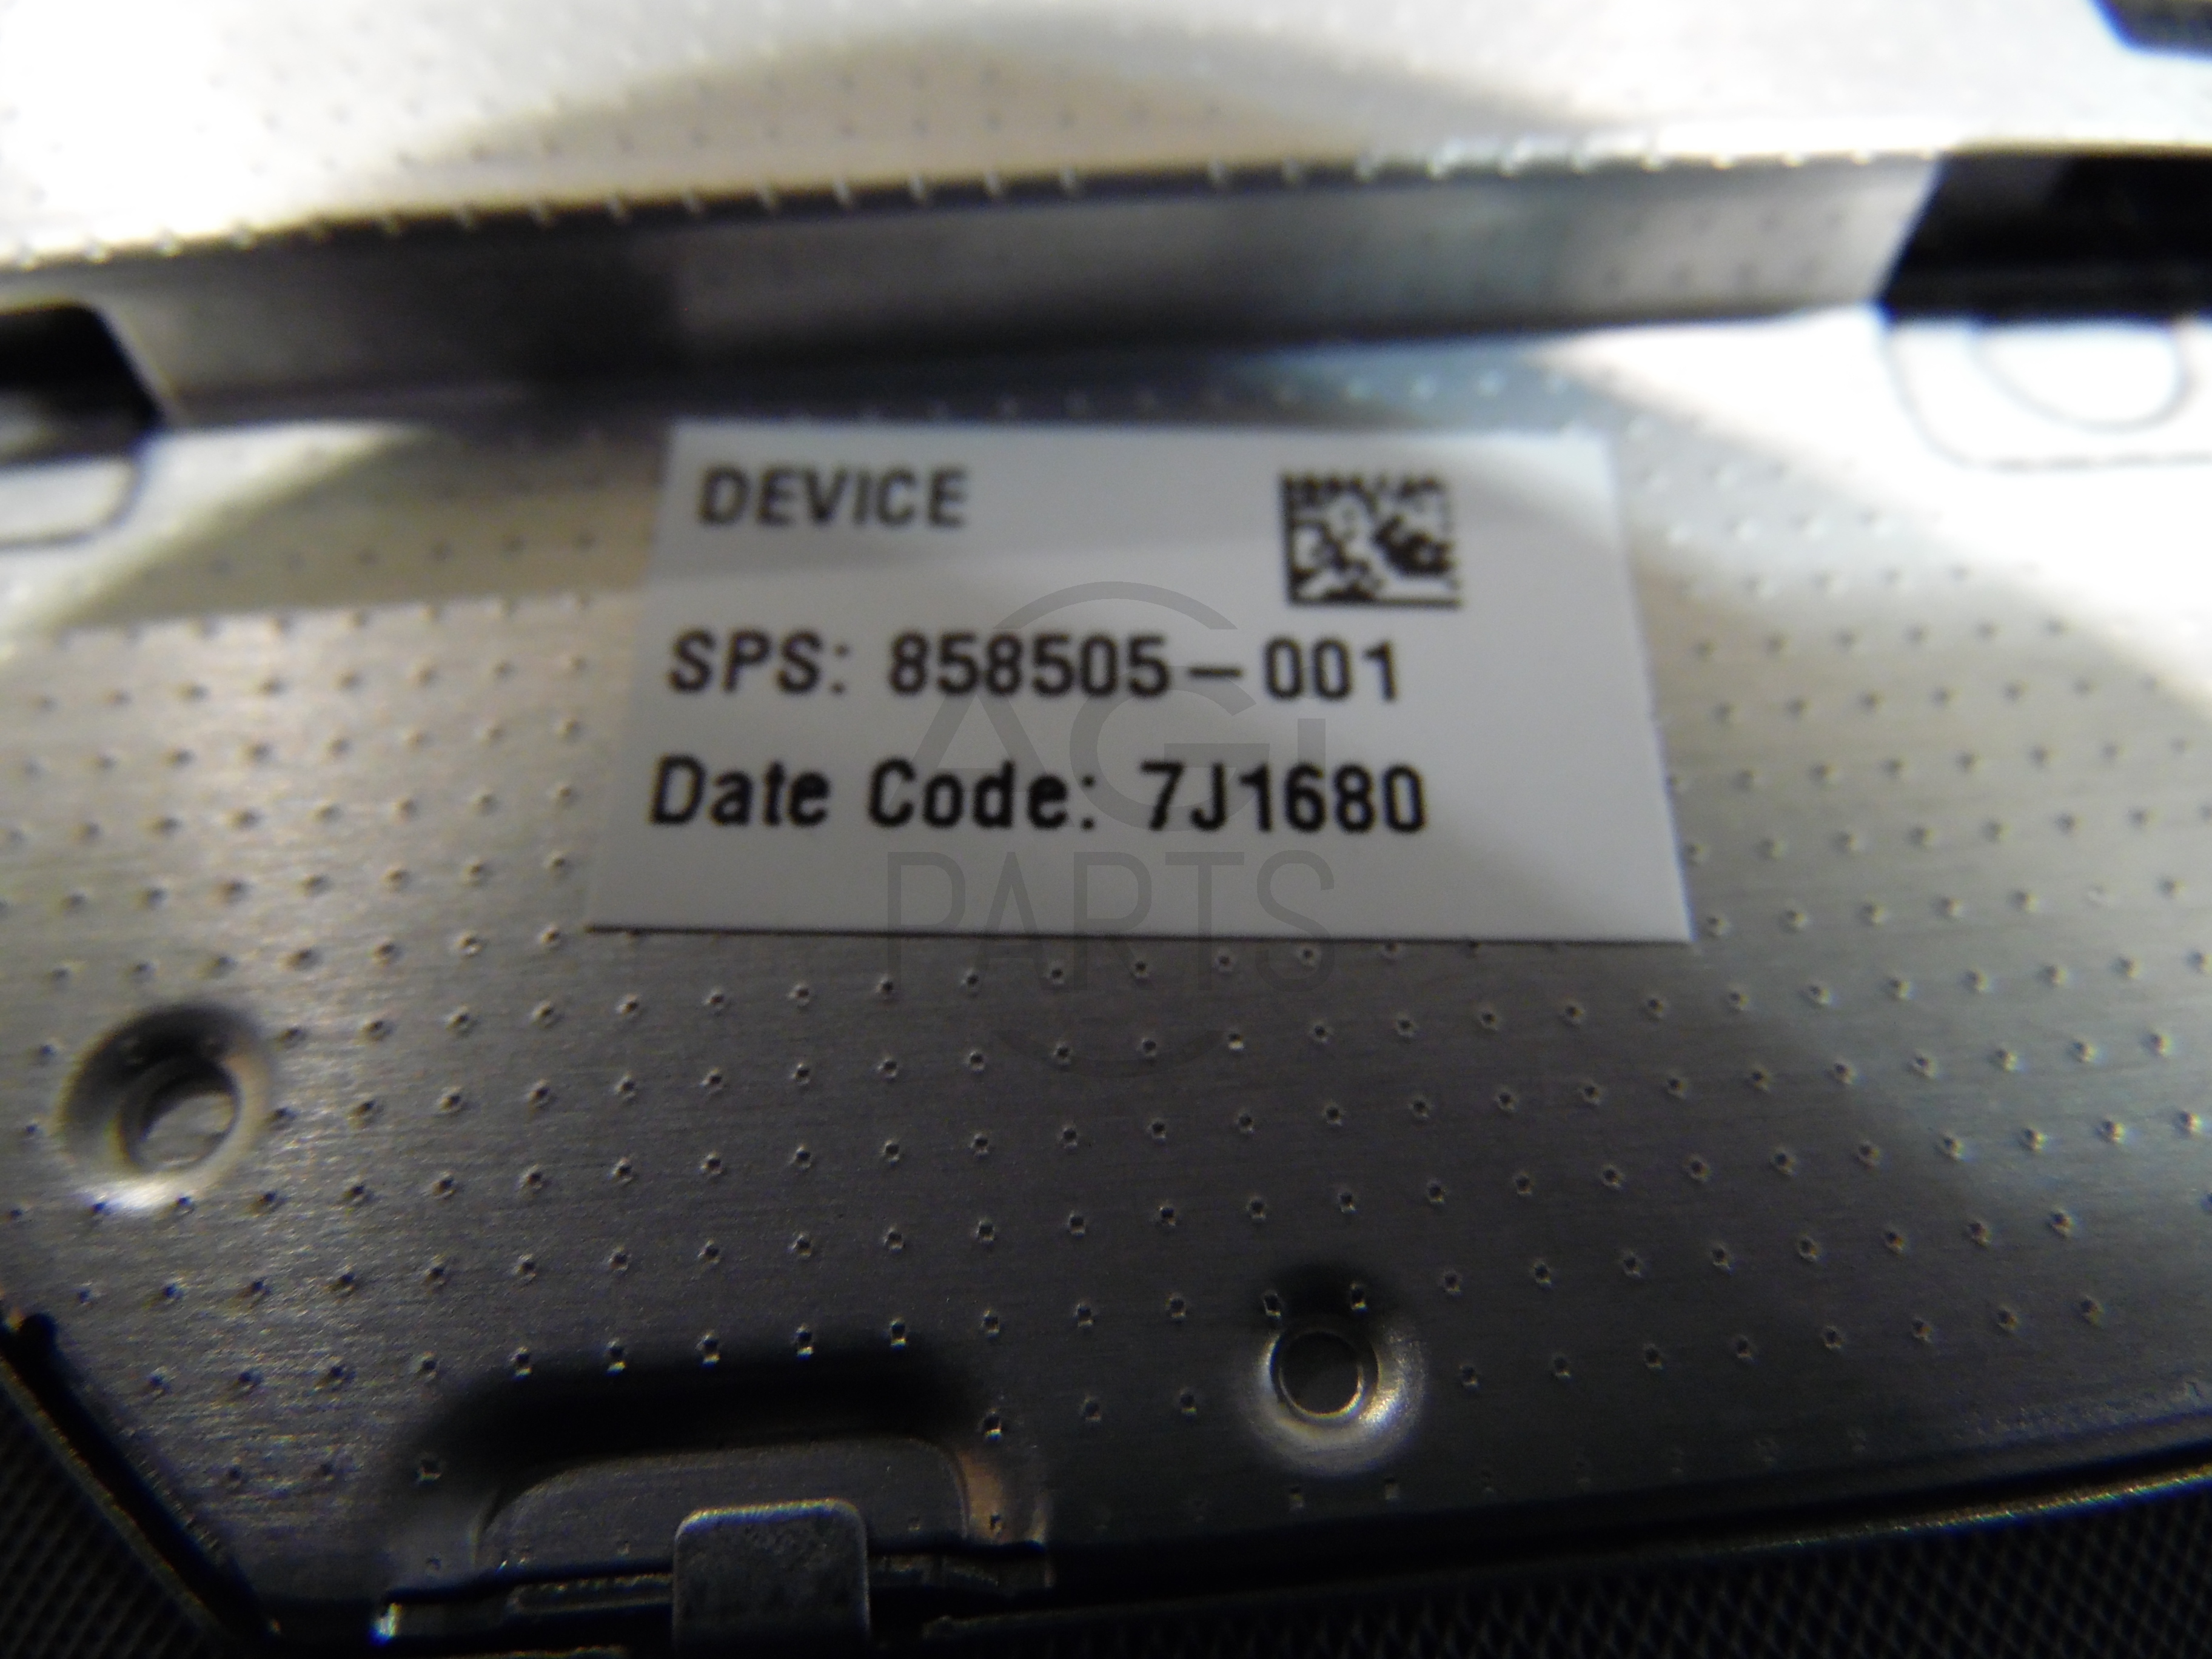 DEVICE
SPS: 858505-001
Date Code: 7J1680
AGI
PARTS